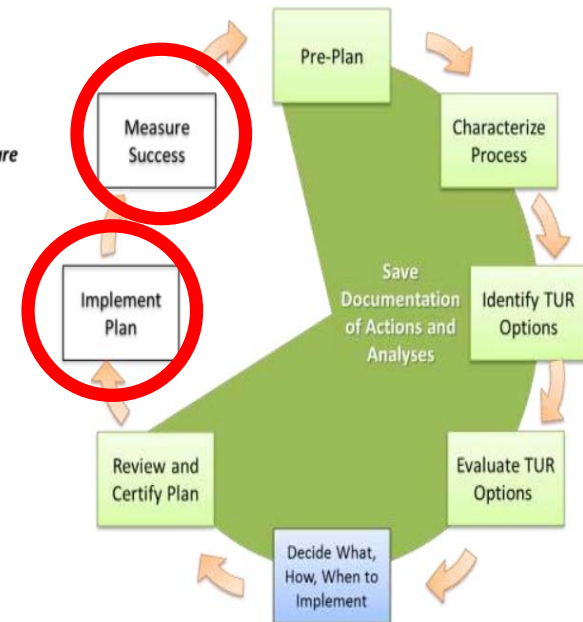 Pre-Plan
Measure
Success
Characterize
Process
Implement
Plan
Save
Documentation
of Actions and
Analyses
Identify TUR
Options
Review and
Certify Plan
Evaluate TUR
Options
Decide What,
How, When to
Implement